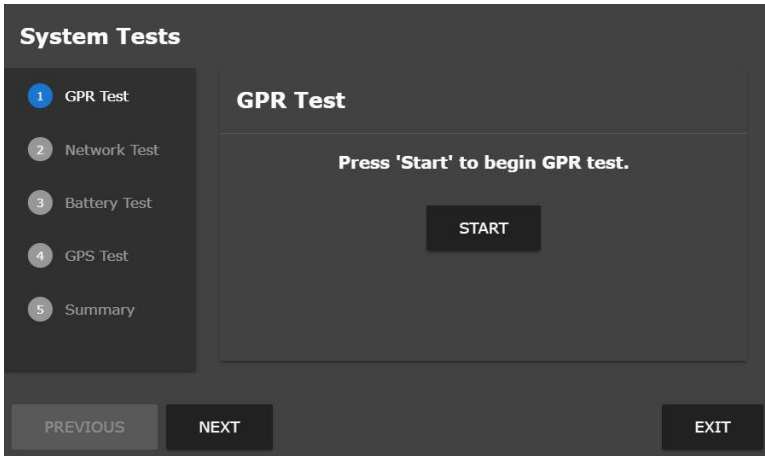 System Tests
1 GPR Test
2 Network Test
3 Battery Test
4 GPS Test
5 Summary
GPR Test
Press 'Start' to begin GPR test.
START
PREVIOUS
NEXT
EXIT